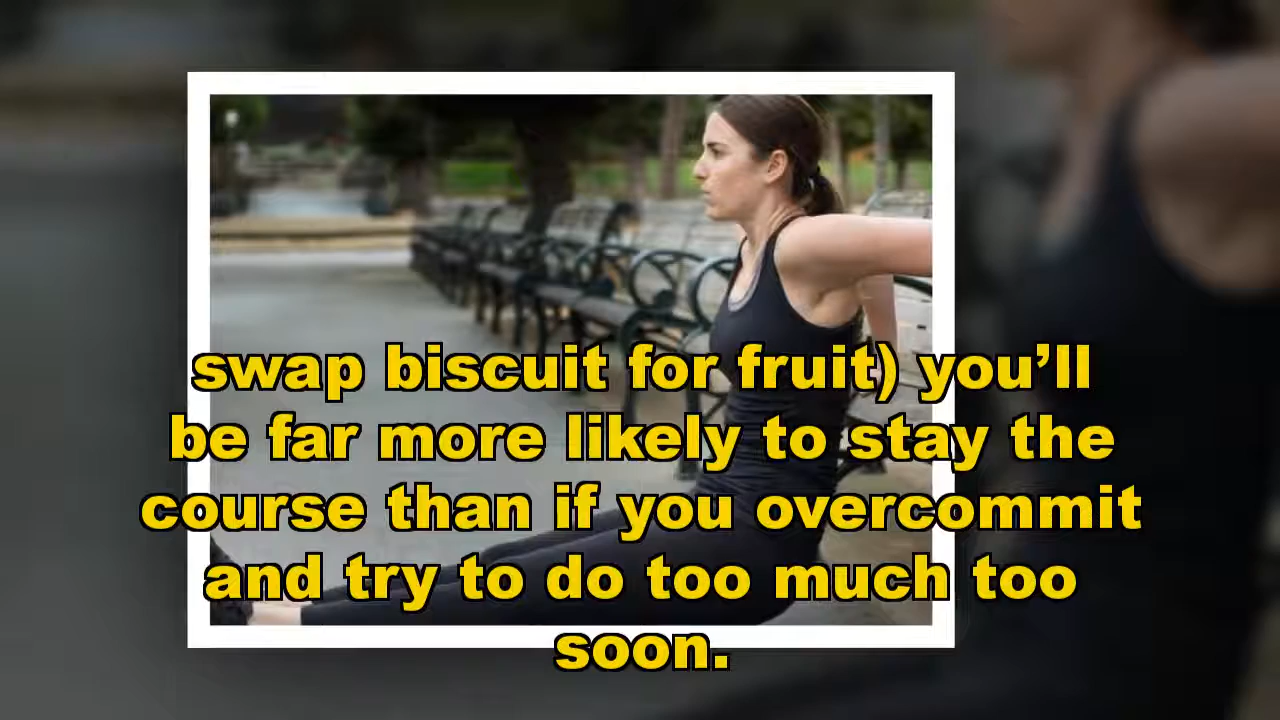 swap biscuit for fruit) you’ll
be far more likely to stay the
course than if you overcommit
and try to do too much too
soon.